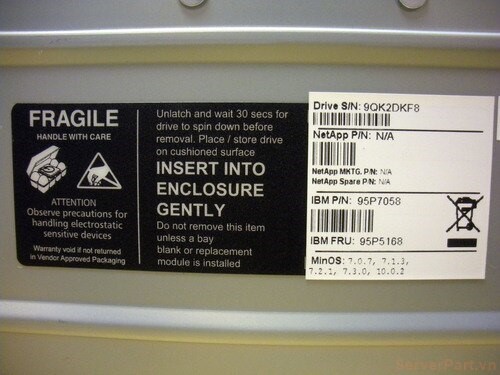 FRAGILE
HANDLE WITH CARE
ATTENTION
Observe precautions for
handling electrostatic
sensitive devices
Warranty void if not returned
in Vendor Approved Packaging
Unlatch and wait 30 secs for
drive to spin down before
removal. Place / store drive
on cushioned surface
INSERT INTO
ENCLOSURE
GENTLY
Do not remove this item
unless a bay
blank or replacement
module is installed
Drive S/N: 9QK2DKF8
NetApp P/N: N/A
NetApp MKTG. P/N: N/A
NetApp Spare P/N: N/A
IBM P/N: 95P7058
IBM FRU: 95P5168
MinOS: 7.0.7, 7.1.3,
7.2.1, 7.3.0, 10.0.2
ServerPart.vn